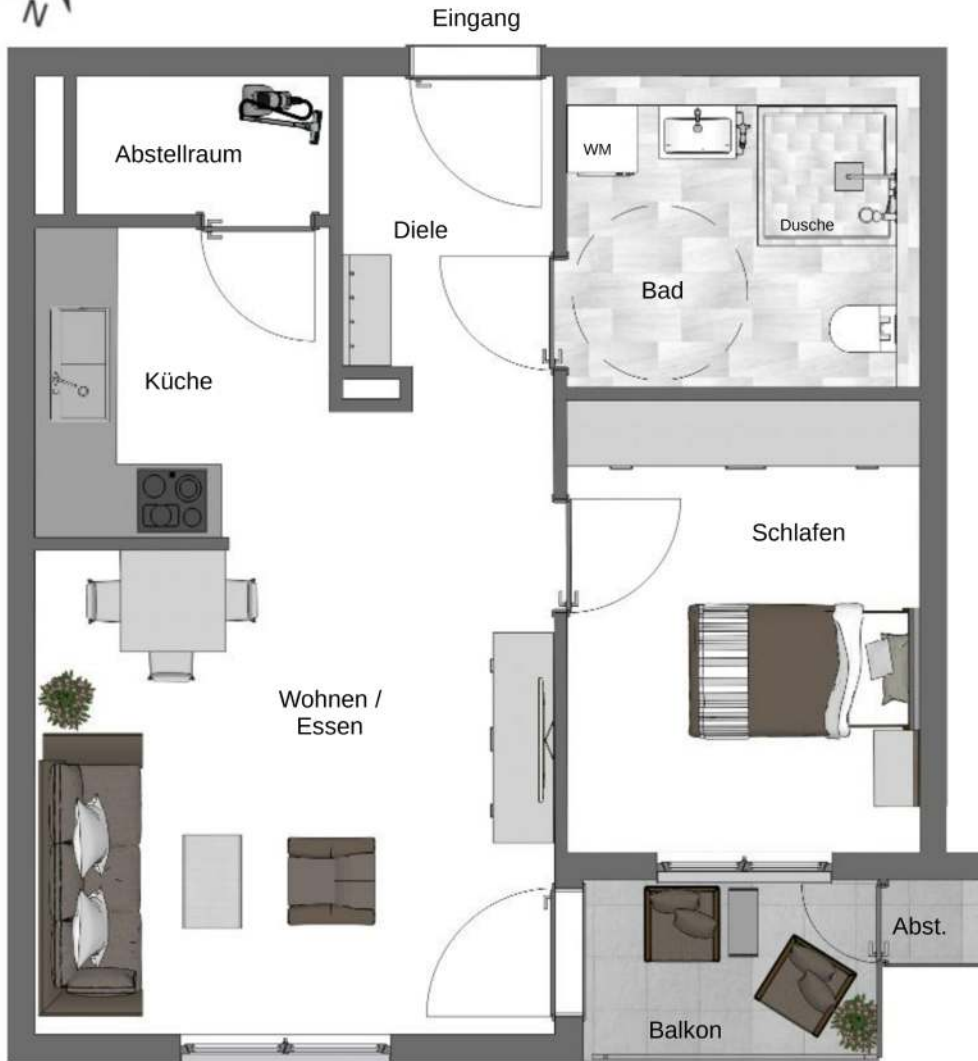 N
Eingang
Abstellraum
WM
Diele
Dusche
Bad
Küche
Schlafen
Wohnen /
Essen
Abst.
Balkon